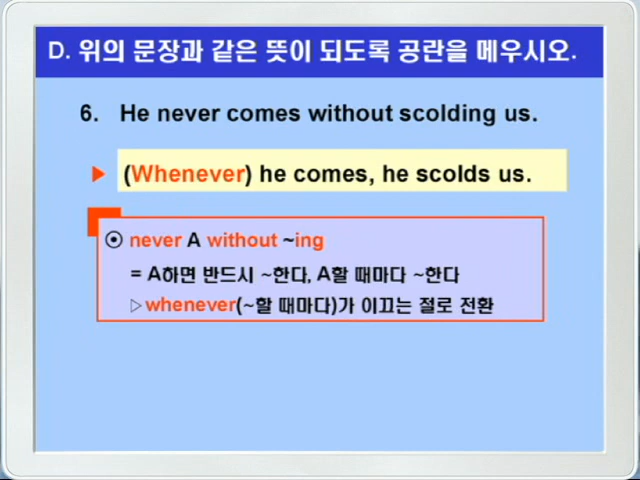 D. 위의 문장과 같은 뜻이 되도록 공란을 메우시오.
6. He never comes without scolding us.
▶ (Whenever) he comes, he scolds us.
⊙ never A without ~ing
= A하면 반드시 ~한다, A할 때마다 ~한다
▷whenever(~할 때마다)가 이끄는 절로 전환